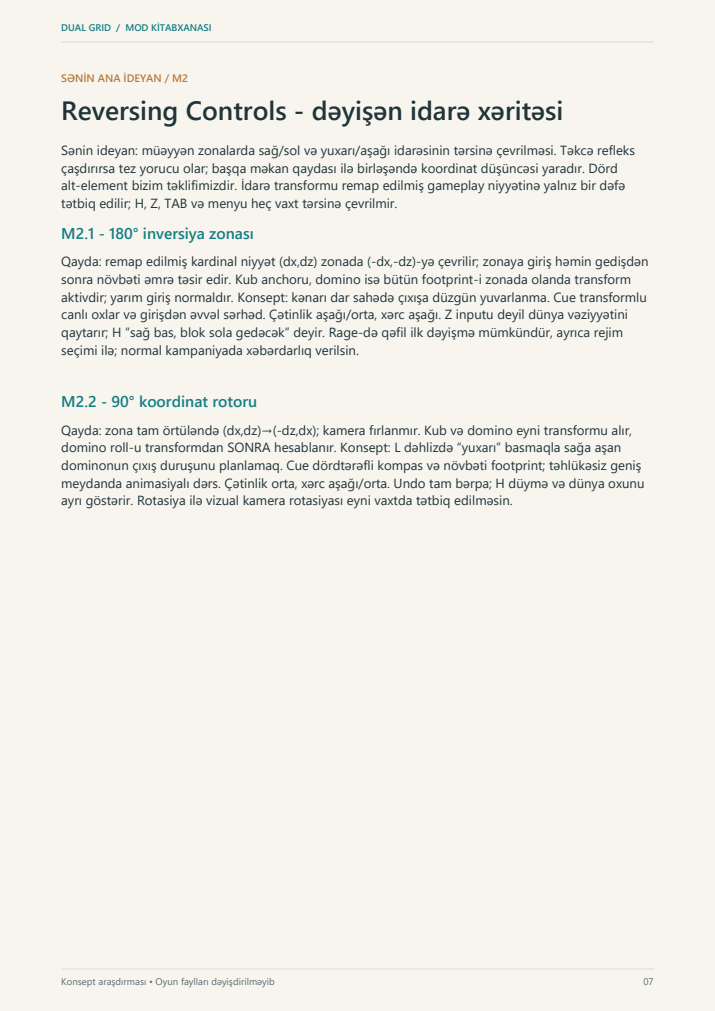 DUAL GRID / MOD KİTABXANASI
SƏNİN ANA İDEYAN / M2
Reversing Controls - dəyişən idarə xəritəsi
Sənin ideyan: müəyyən zonalarda sağ/sol və yuxarı/aşağı idarəsinin tərsinə çevrilməsi. Təkcə refleks
çaşdırırsa tez yorucu olar; başqa məkan qaydası ilə birləşəndə koordinat düşüncəsi yaradır. Dörd
alt-element bizim təklifimizdir. İdarə transformu remap edilmiş gameplay niyyətinə yalnız bir dəfə
tətbiq edilir; H, Z, TAB və menyu heç vaxt tərsinə çevrilmir.
M2.1 - 180° inversiya zonası
Qayda: remap edilmiş kardinal niyyət (dx,dz) zonada (-dx,-dz)-yə çevrilir; zonaya giriş həmin gedişdən
sonra növbəti əmrə təsir edir. Kub anchoru, domino isə bütün footprint-i zonada olanda transform
aktivdir; yarım giriş normaldır. Konsept: kənarı dar sahədə çıxışa düzgün yuvarlanma. Cue transformlu
canlı oxlar və girişdən əvvəl sərhəd. Çətinlik aşağı/orta, xərc aşağı. Z inputu deyil dünya vəziyyətini
qaytarır; H “sağ bas, blok sola gedəcək” deyir. Rage-də qəfil ilk dəyişmə mümkündür, ayrıca rejim
seçimi ilə; normal kampaniyada xəbərdarlıq verilsin.
M2.2 - 90° koordinat rotoru
Qayda: zona tam örtüləndə (dx,dz)→(-dz,dx); kamera fırlanmır. Kub və domino eyni transformu alır,
domino roll-u transformdan SONRA hesablanır. Konsept: L dəhlizdə “yuxarı” basmaqla sağa aşan
dominonun çıxış duruşunu planlamaq. Cue dördtərəfli kompas və növbəti footprint; təhlükəsiz geniş
meydanda animasiyalı dərs. Çətinlik orta, xərc aşağı/orta. Undo tam bərpa; H düymə və dünya oxunu
ayrı göstərir. Rotasiya ilə vizual kamera rotasiyası eyni vaxtda tətbiq edilməsin.
Konsept araşdırması • Oyun faylları dəyişdirilməyib
07